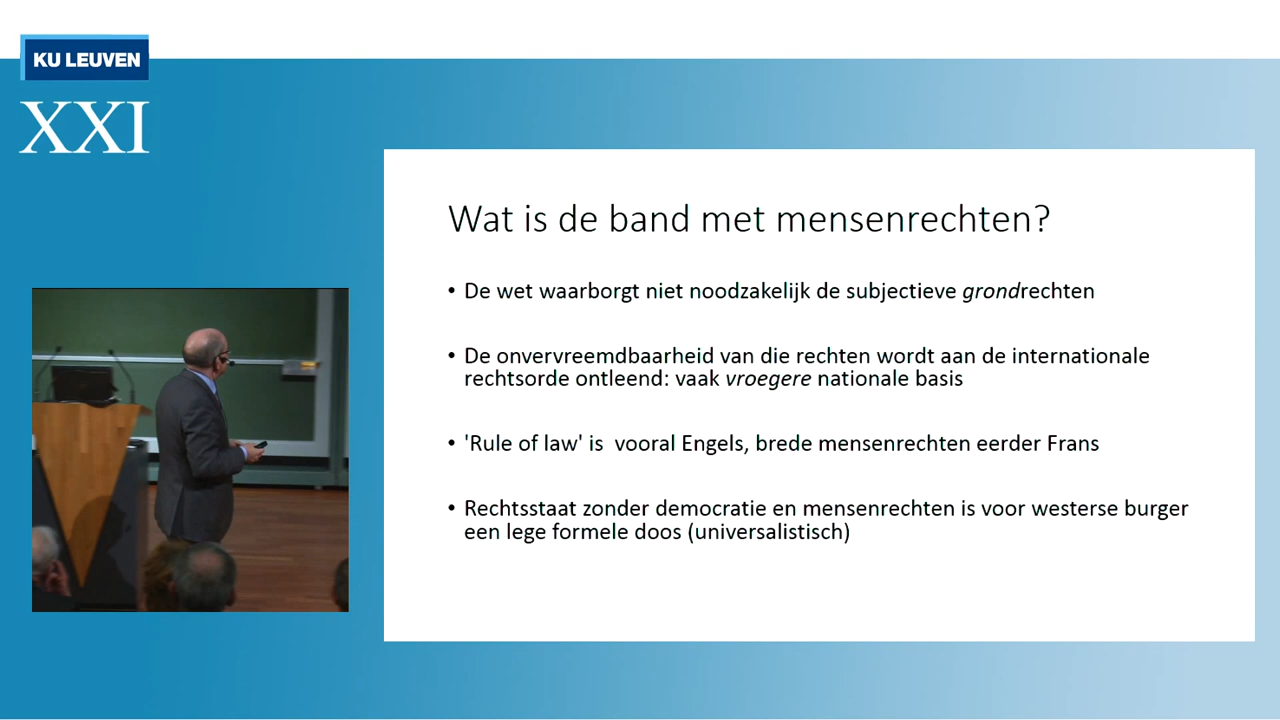 KU LEUVEN
XXI
Wat is de band met mensenrechten?
• De wet waarborgt niet noodzakelijk de subjectieve grondrechten
• De onvervreemdbaarheid van die rechten wordt aan de internationale
rechtsorde ontleend: vaak vroegere nationale basis
• 'Rule of law' is  vooral Engels, brede mensenrechten eerder Frans
• Rechtsstaat zonder democratie en mensenrechten is voor westerse burger
een lege formele doos (universalistisch)